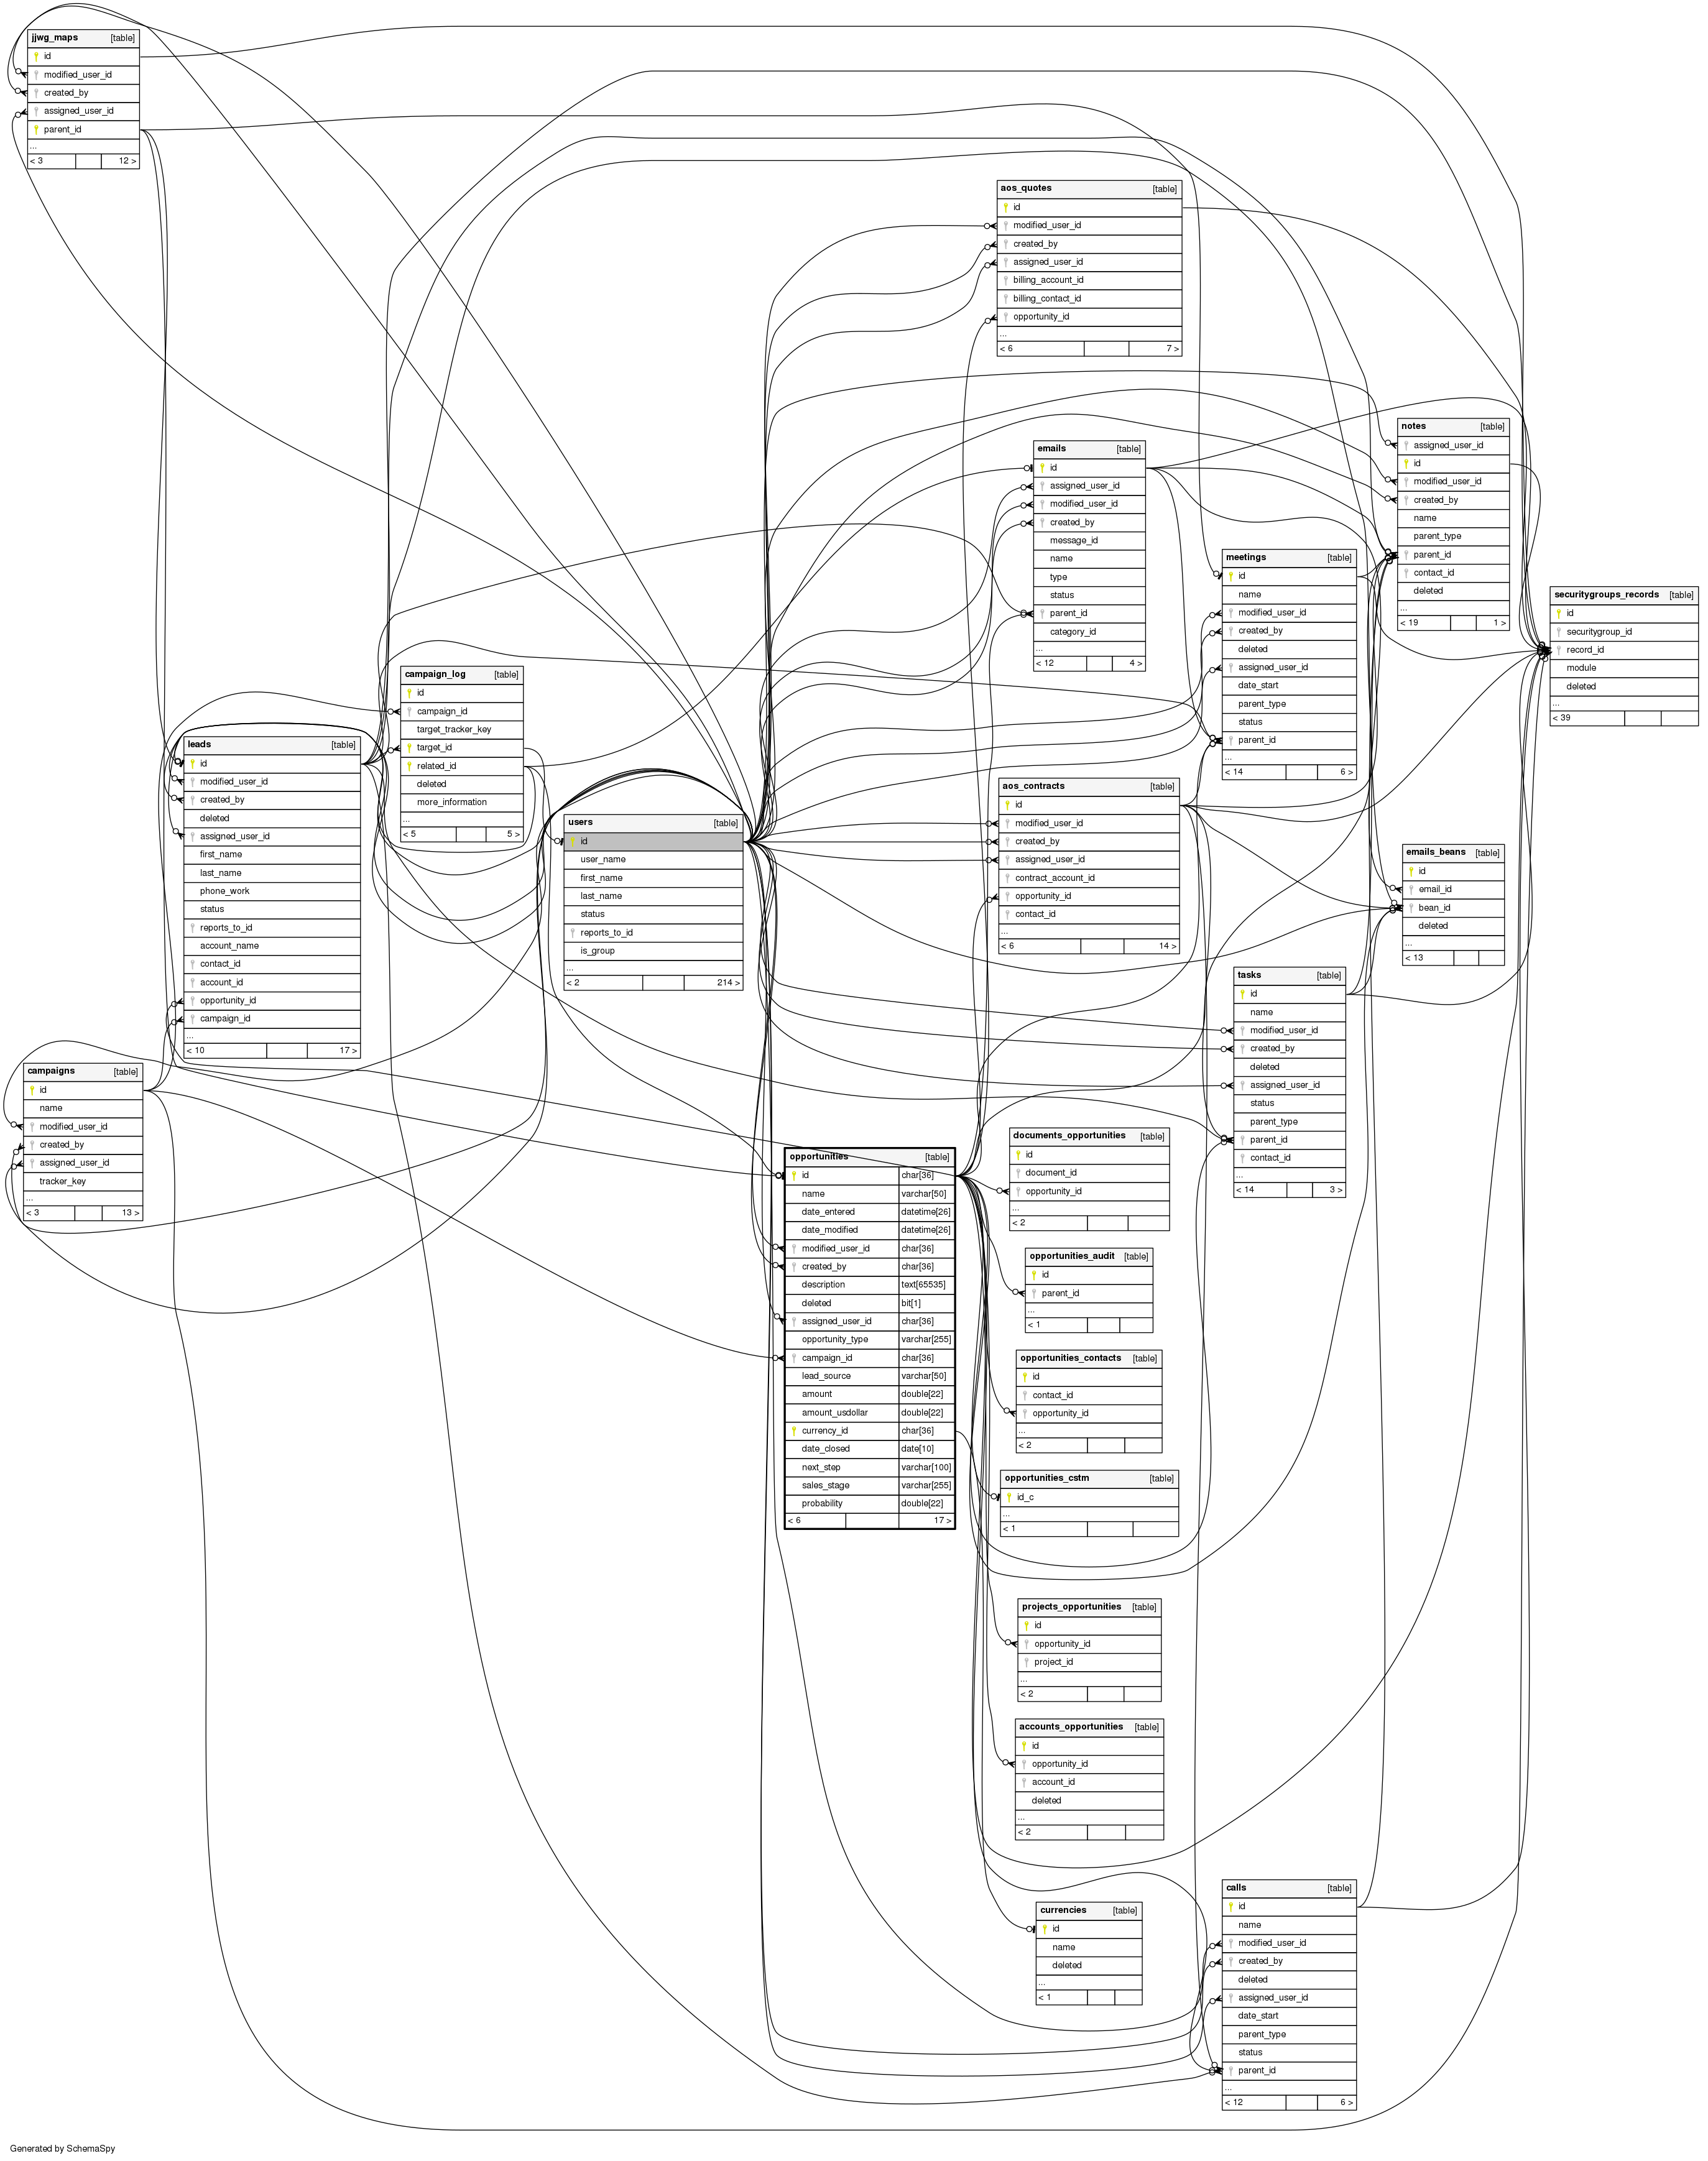 jjwg_maps [table]
id
modified_user_id
created_by
assigned_user_id
parent_id
...
< 3 12 >
aos_quotes [table]
id
modified_user_id
created_by
assigned_user_id
billing_account_id
billing_contact_id
opportunity_id
...
< 6 7 >
notes [table]
assigned_user_id
id
modified_user_id
created_by
name
parent_type
parent_id
contact_id
deleted
...
< 19 1 >
emails [table]
id
assigned_user_id
modified_user_id
created_by
message_id
name
type
status
parent_id
category_id
...
< 12 4 >
meetings [table]
id
name
modified_user_id
created_by
deleted
assigned_user_id
date_start
parent_type
status
parent_id
...
< 14 6 >
securitygroups_records [table]
id
securitygroup_id
record_id
module
deleted
...
< 39
campaign_log [table]
id
campaign_id
target_tracker_key
target_id
related_id
deleted
more_information
...
< 5 5 >
leads [table]
id
modified_user_id
created_by
deleted
assigned_user_id
first_name
last_name
phone_work
status
reports_to_id
account_name
contact_id
account_id
opportunity_id
campaign_id
...
< 10 17 >
users [table]
id
user_name
first_name
last_name
status
reports_to_id
is_group
...
< 2 214 >
aos_contracts [table]
id
modified_user_id
created_by
assigned_user_id
contract_account_id
opportunity_id
contact_id
...
< 6 14 >
emails_beans [table]
id
email_id
bean_id
deleted
...
< 13
tasks [table]
id
name
modified_user_id
created_by
deleted
assigned_user_id
status
parent_type
parent_id
contact_id
...
< 14 3 >
campaigns [table]
id
name
modified_user_id
created_by
assigned_user_id
tracker_key
...
< 3 13 >
opportunities [table]
id char[36]
name varchar[50]
date_entered datetime[26]
date_modified datetime[26]
modified_user_id char[36]
created_by char[36]
description text[65535]
deleted bit[1]
assigned_user_id char[36]
opportunity_type varchar[255]
campaign_id char[36]
lead_source varchar[50]
amount double[22]
amount_usdollar double[22]
currency_id char[36]
date_closed date[10]
next_step varchar[100]
sales_stage varchar[255]
probability double[22]
< 6 17 >
documents_opportunities [table]
id
document_id
opportunity_id
...
< 2
opportunities_audit [table]
id
parent_id
...
< 1
opportunities_contacts [table]
id
contact_id
opportunity_id
...
< 2
opportunities_cstm [table]
id_c
...
< 1
projects_opportunities [table]
id
opportunity_id
project_id
...
< 2
accounts_opportunities [table]
id
opportunity_id
account_id
deleted
...
< 2
currencies [table]
id
name
deleted
...
< 1
calls [table]
id
name
modified_user_id
created_by
deleted
assigned_user_id
date_start
parent_type
status
parent_id
...
< 12 6 >
Generated by SchemaSpy